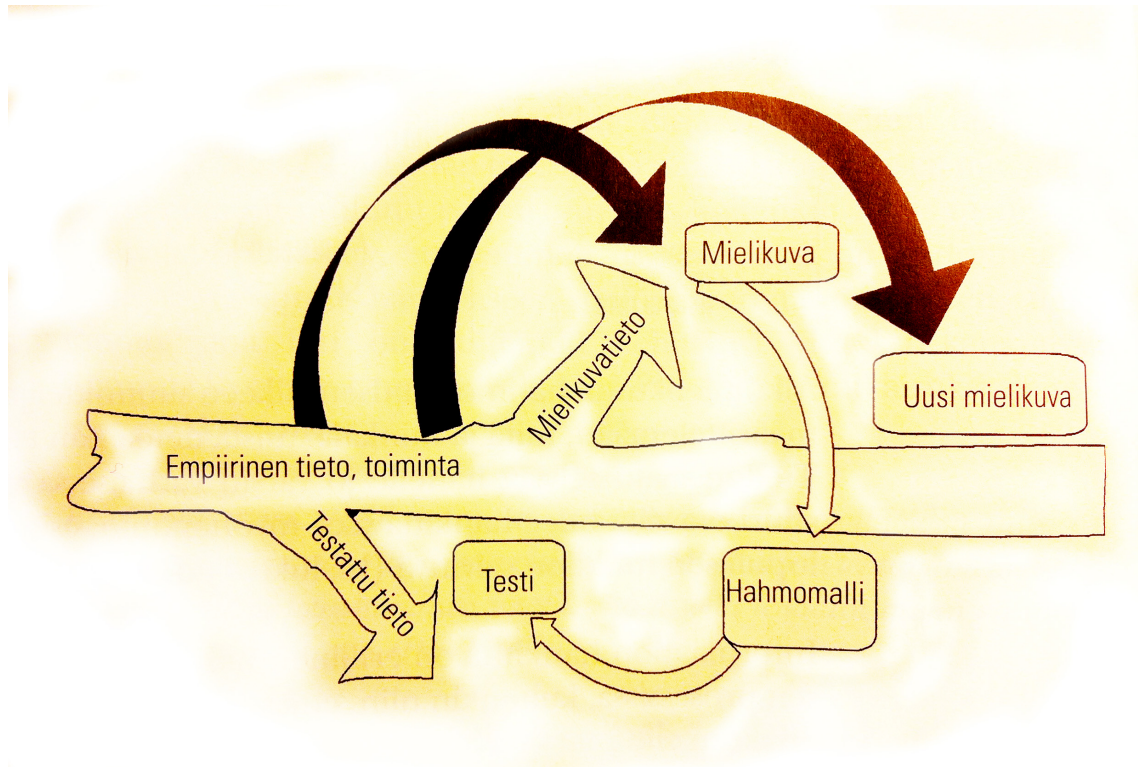 Mielikuva
Mielikuvatieto
Uusi mielikuva
Empiirinen tieto, toiminta
Testattu tieto
Testi
Hahmomalli